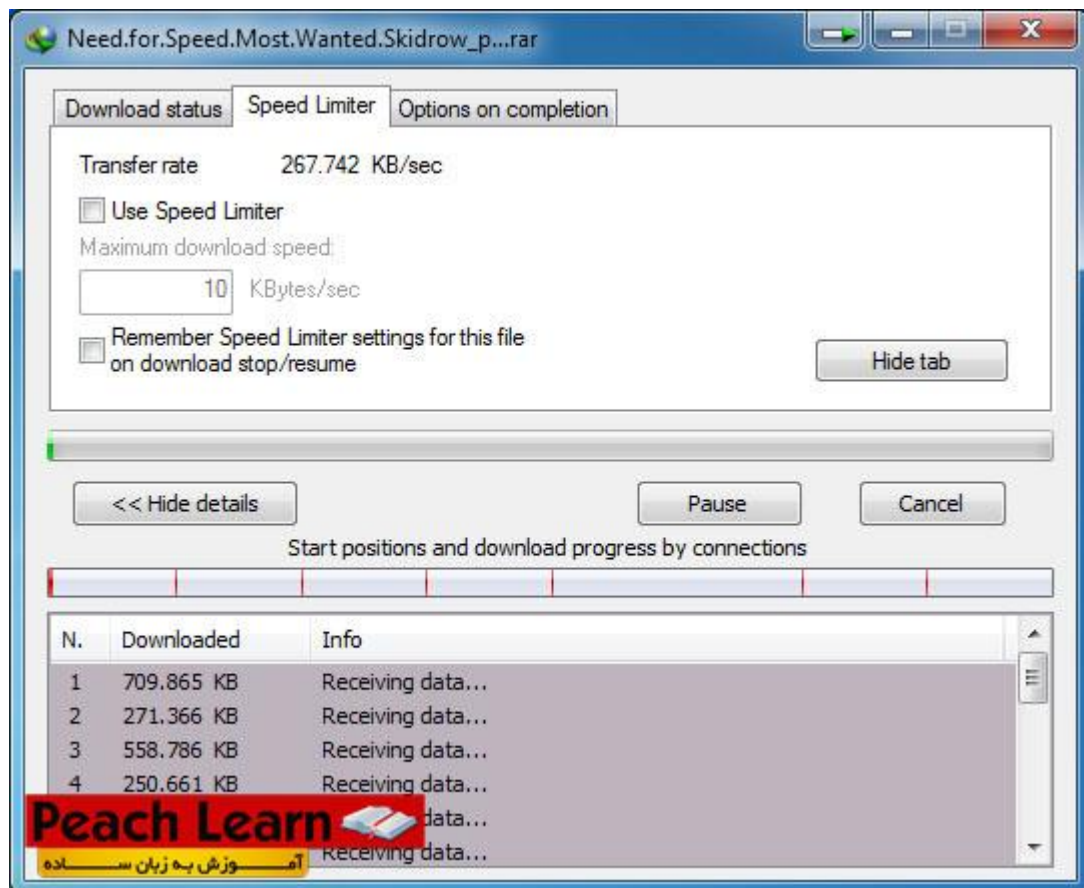 Need.for.Speed.Most.Wanted.Skidrow_p...rar
Download status Speed Limiter Options on completion
Transfer rate 267.742 KB/sec
Use Speed Limiter
Maximum download speed:
10 KBytes/sec
Remember Speed Limiter settings for this file
on download stop/resume
Hide tab
<< Hide details Pause Cancel
Start positions and download progress by connections
N. Downloaded Info
1 709.865 KB Receiving data...
2 271.366 KB Receiving data...
3 558.786 KB Receiving data...
4 250.661 KB Receiving data...
Peach Learn data...
آمــوزش به زبان ســاده Receiving data...